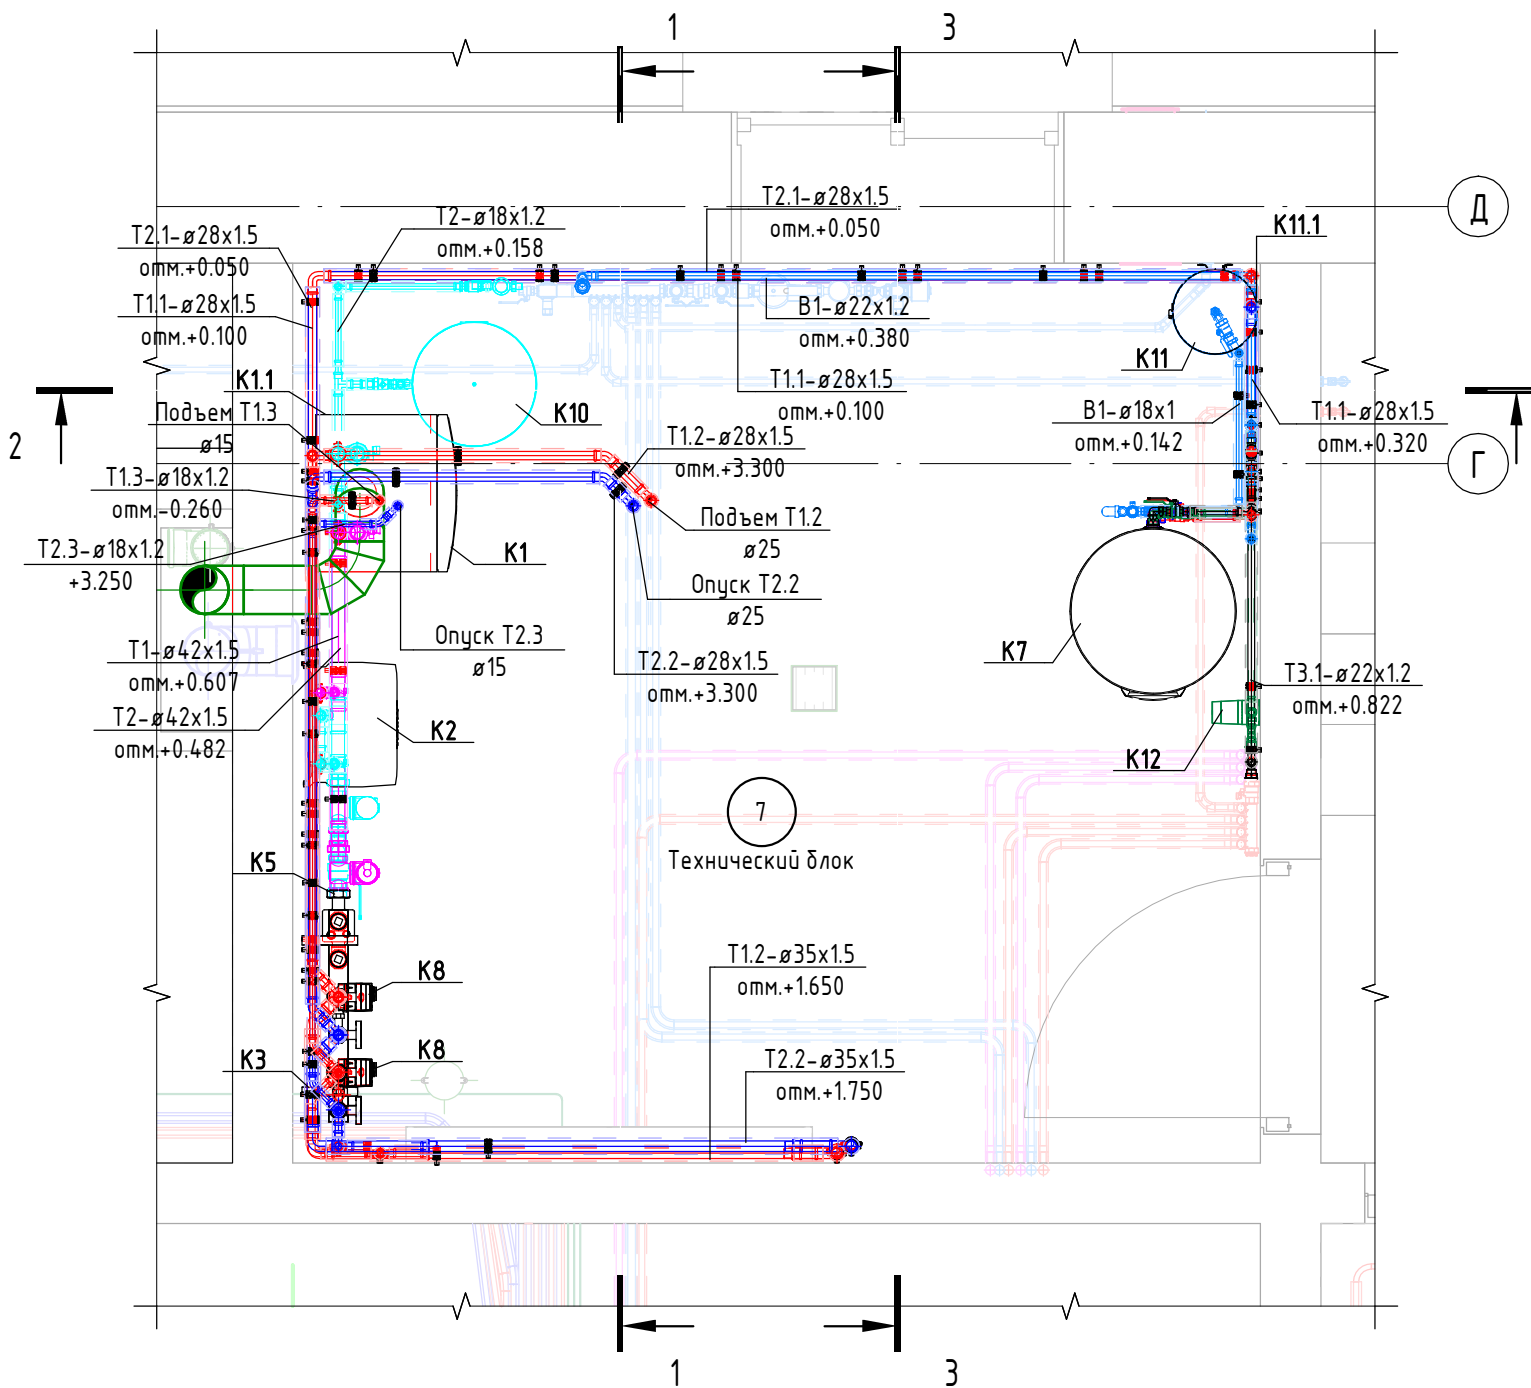 1
3
Т2.1-ø28x1.5
отм.+0.050
Д
Т2-ø18x1.2
отм.+0.158
К11.1
Т2.1-ø28x1.5
отм.+0.050
Т1.1-ø28x1.5
отм.+0.100
В1-ø22x1.2
отм.+0.380
К11
К1.1
Т1.1-ø28x1.5
отм.+0.100
К10
Подъем Т1.3
ø15
В1-ø18x1
отм.+0.142
Т1.1-ø28x1.5
отм.+0.320
2
Т1.2-ø28x1.5
отм.+3.300
Г
Т1.3-ø18x1.2
отм.-0.260
Подъем Т1.2
ø25
Т2.3-ø18x1.2
+3.250
К1
Опуск Т2.2
ø25
Опуск Т2.3
ø15
Т1-ø42x1.5
отм.+0.607
Т2.2-ø28x1.5
отм.+3.300
К7
Т3.1-ø22x1.2
отм.+0.822
Т2-ø42x1.5
отм.+0.482
К2
К12
7
Технический блок
К5
Т1.2-ø35x1.5
отм.+1.650
К8
К8
К3
Т2.2-ø35x1.5
отм.+1.750
1
3